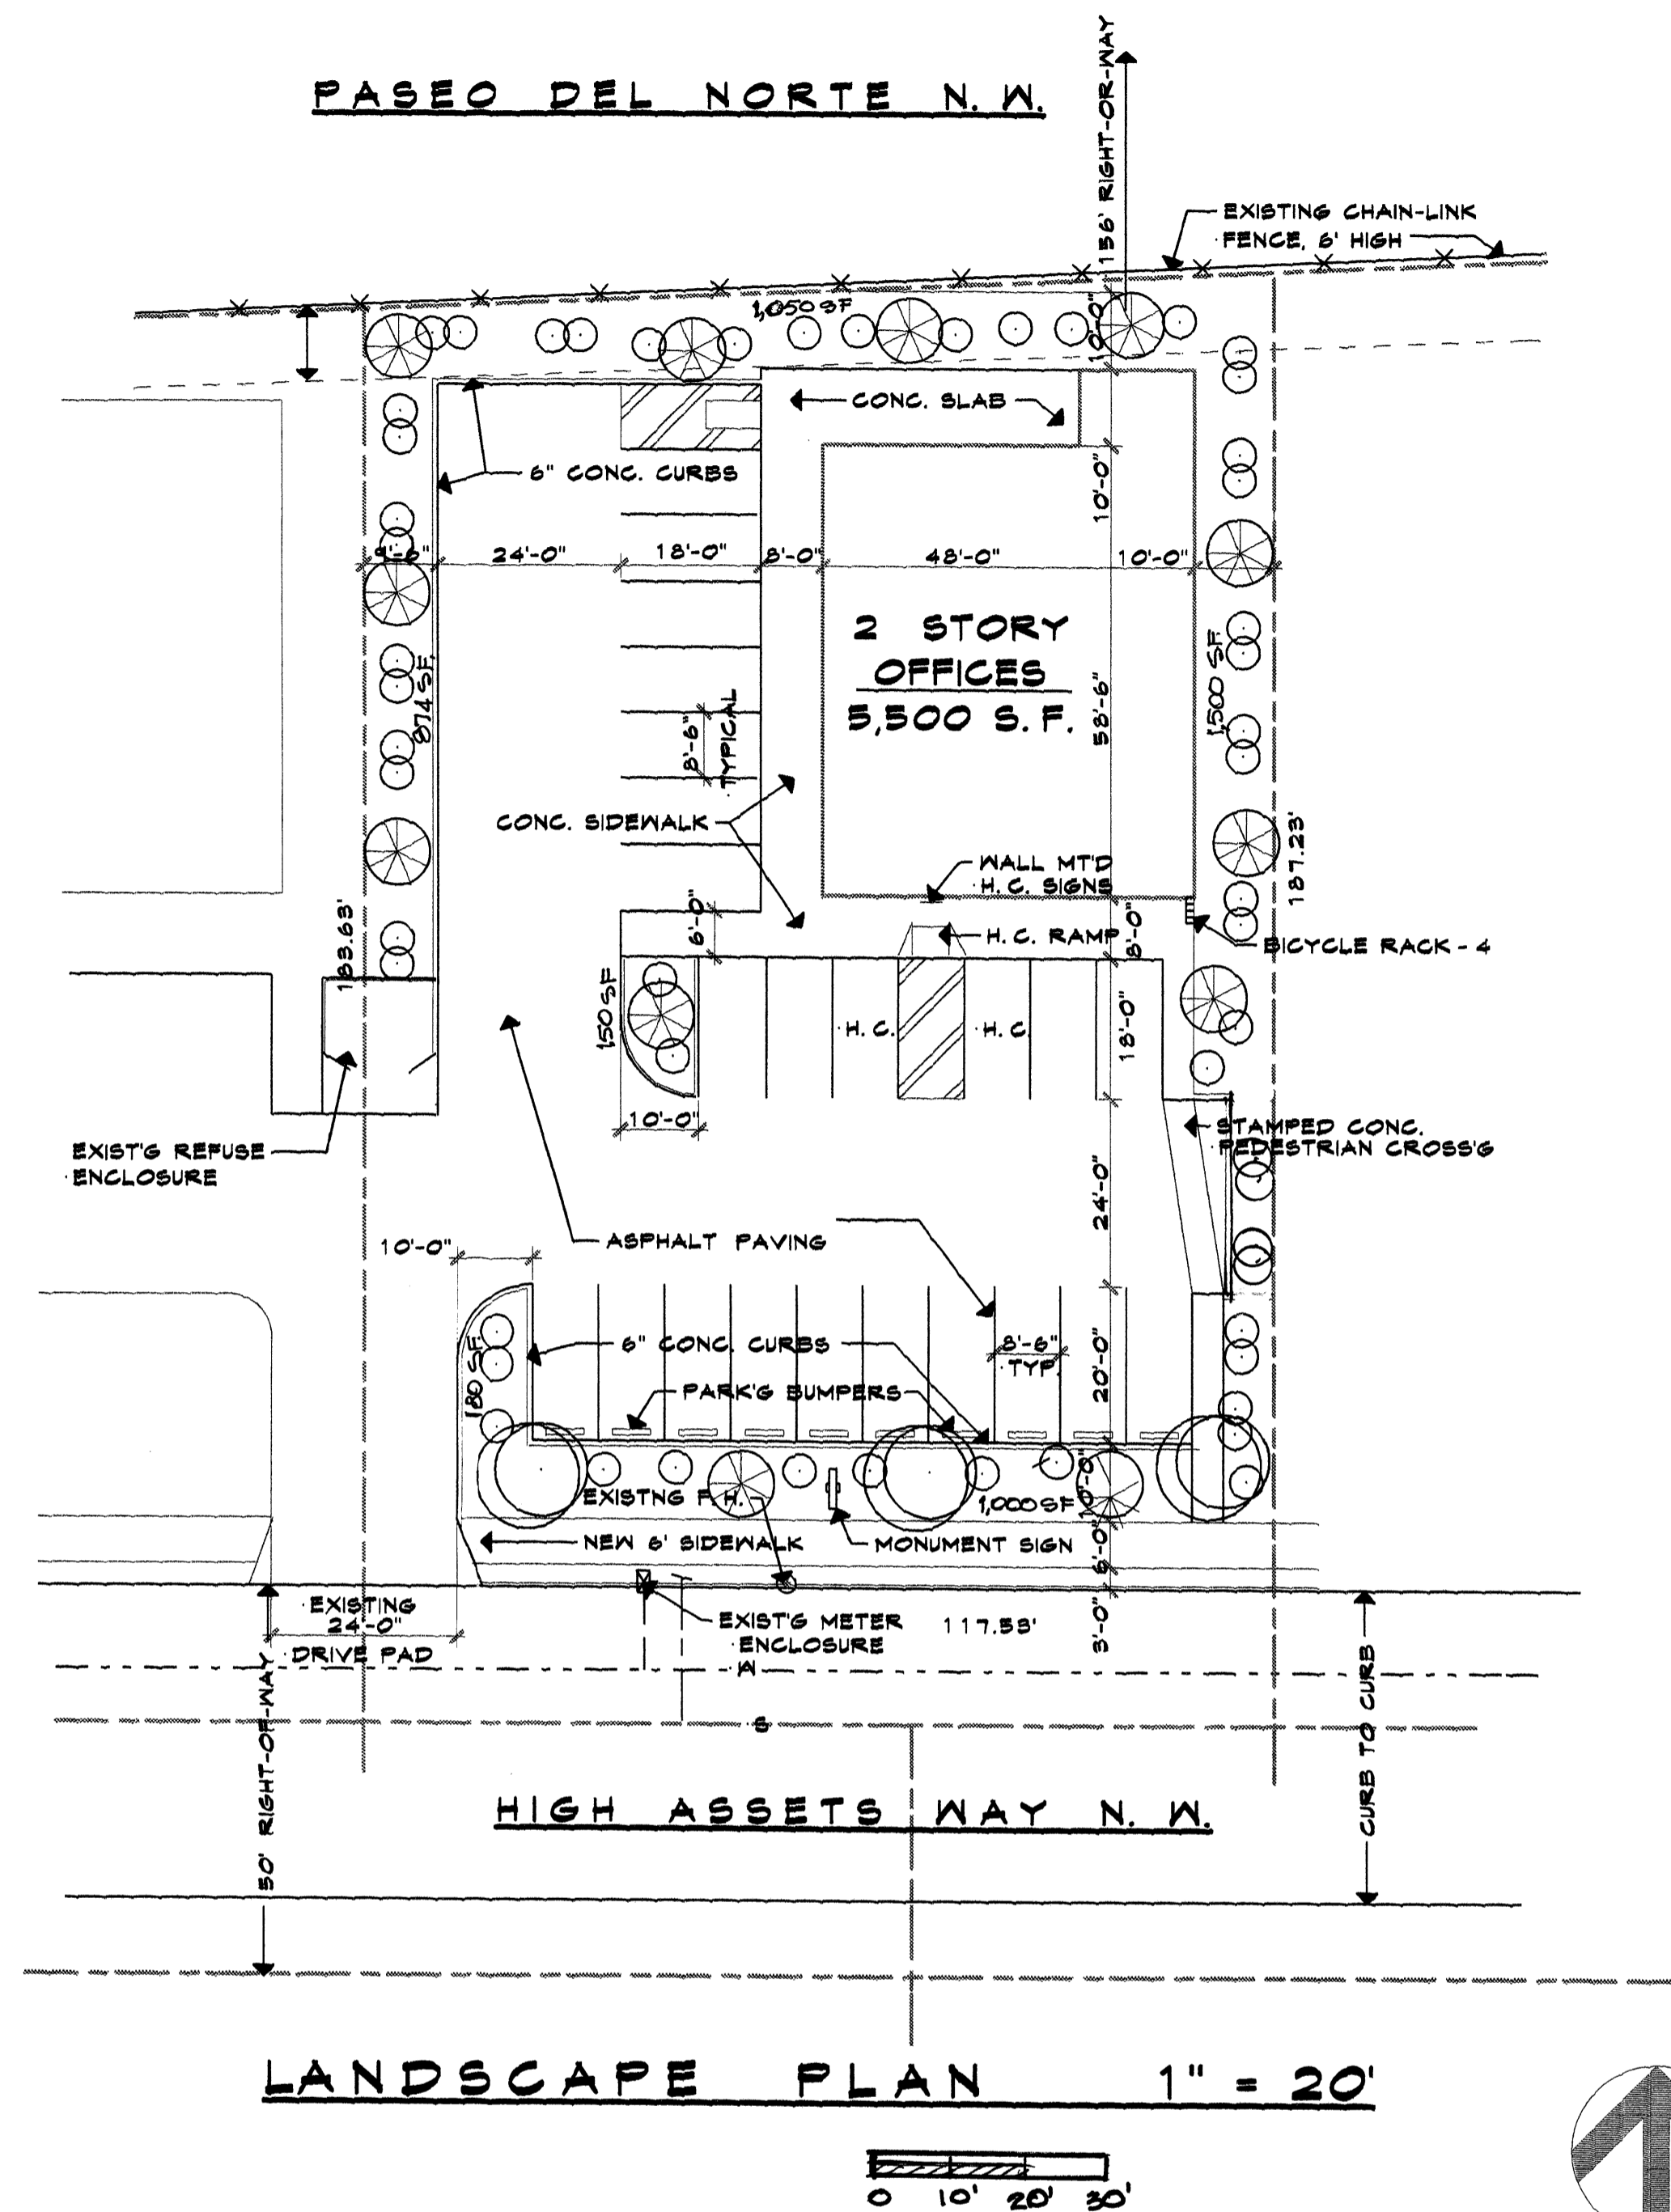 PASEO DEL NORTE N.W.
156' RIGHT-OR-WAY
EXISTING CHAIN-LINK
FENCE, 6' HIGH
1,050 SF
10'-0"
CONC. SLAB
6" CONC. CURBS
10'-0"
9'-6"
24'-0"
18'-0"
8'-0"
48'-0"
10'-0"
2 STORY
OFFICES
5,500 S.F.
874 SF.
8'-6"
TYPICAL
58'-6"
1,500 SF.
CONC. SIDEWALK
WALL MT'D
H.C. SIGNS
187.23'
183.63'
6'-0"
H.C. RAMP
8'-0"
BICYCLE RACK - 4
150 SF
H.C.
H.C.
18'-0"
10'-0"
STAMPED CONC.
PEDESTRIAN CROSS'G
EXIST'G REFUSE
ENCLOSURE
24'-0"
10'-0"
ASPHALT PAVING
180 SF.
6" CONC. CURBS
8'-6"
TYP.
20'-0"
PARK'G BUMPERS
EXISTNG F.H.
1,000 SF
10'-0"
NEW 6' SIDEWALK
MONUMENT SIGN
6'-0"
EXISTING
24'-0"
DRIVE PAD
EXIST'G METER
ENCLOSURE
117.58'
3'-0"
W
S
50' RIGHT-OF-WAY
CURB TO CURB
HIGH ASSETS WAY N.W.
LANDSCAPE PLAN 1" = 20'
0 10' 20' 30'